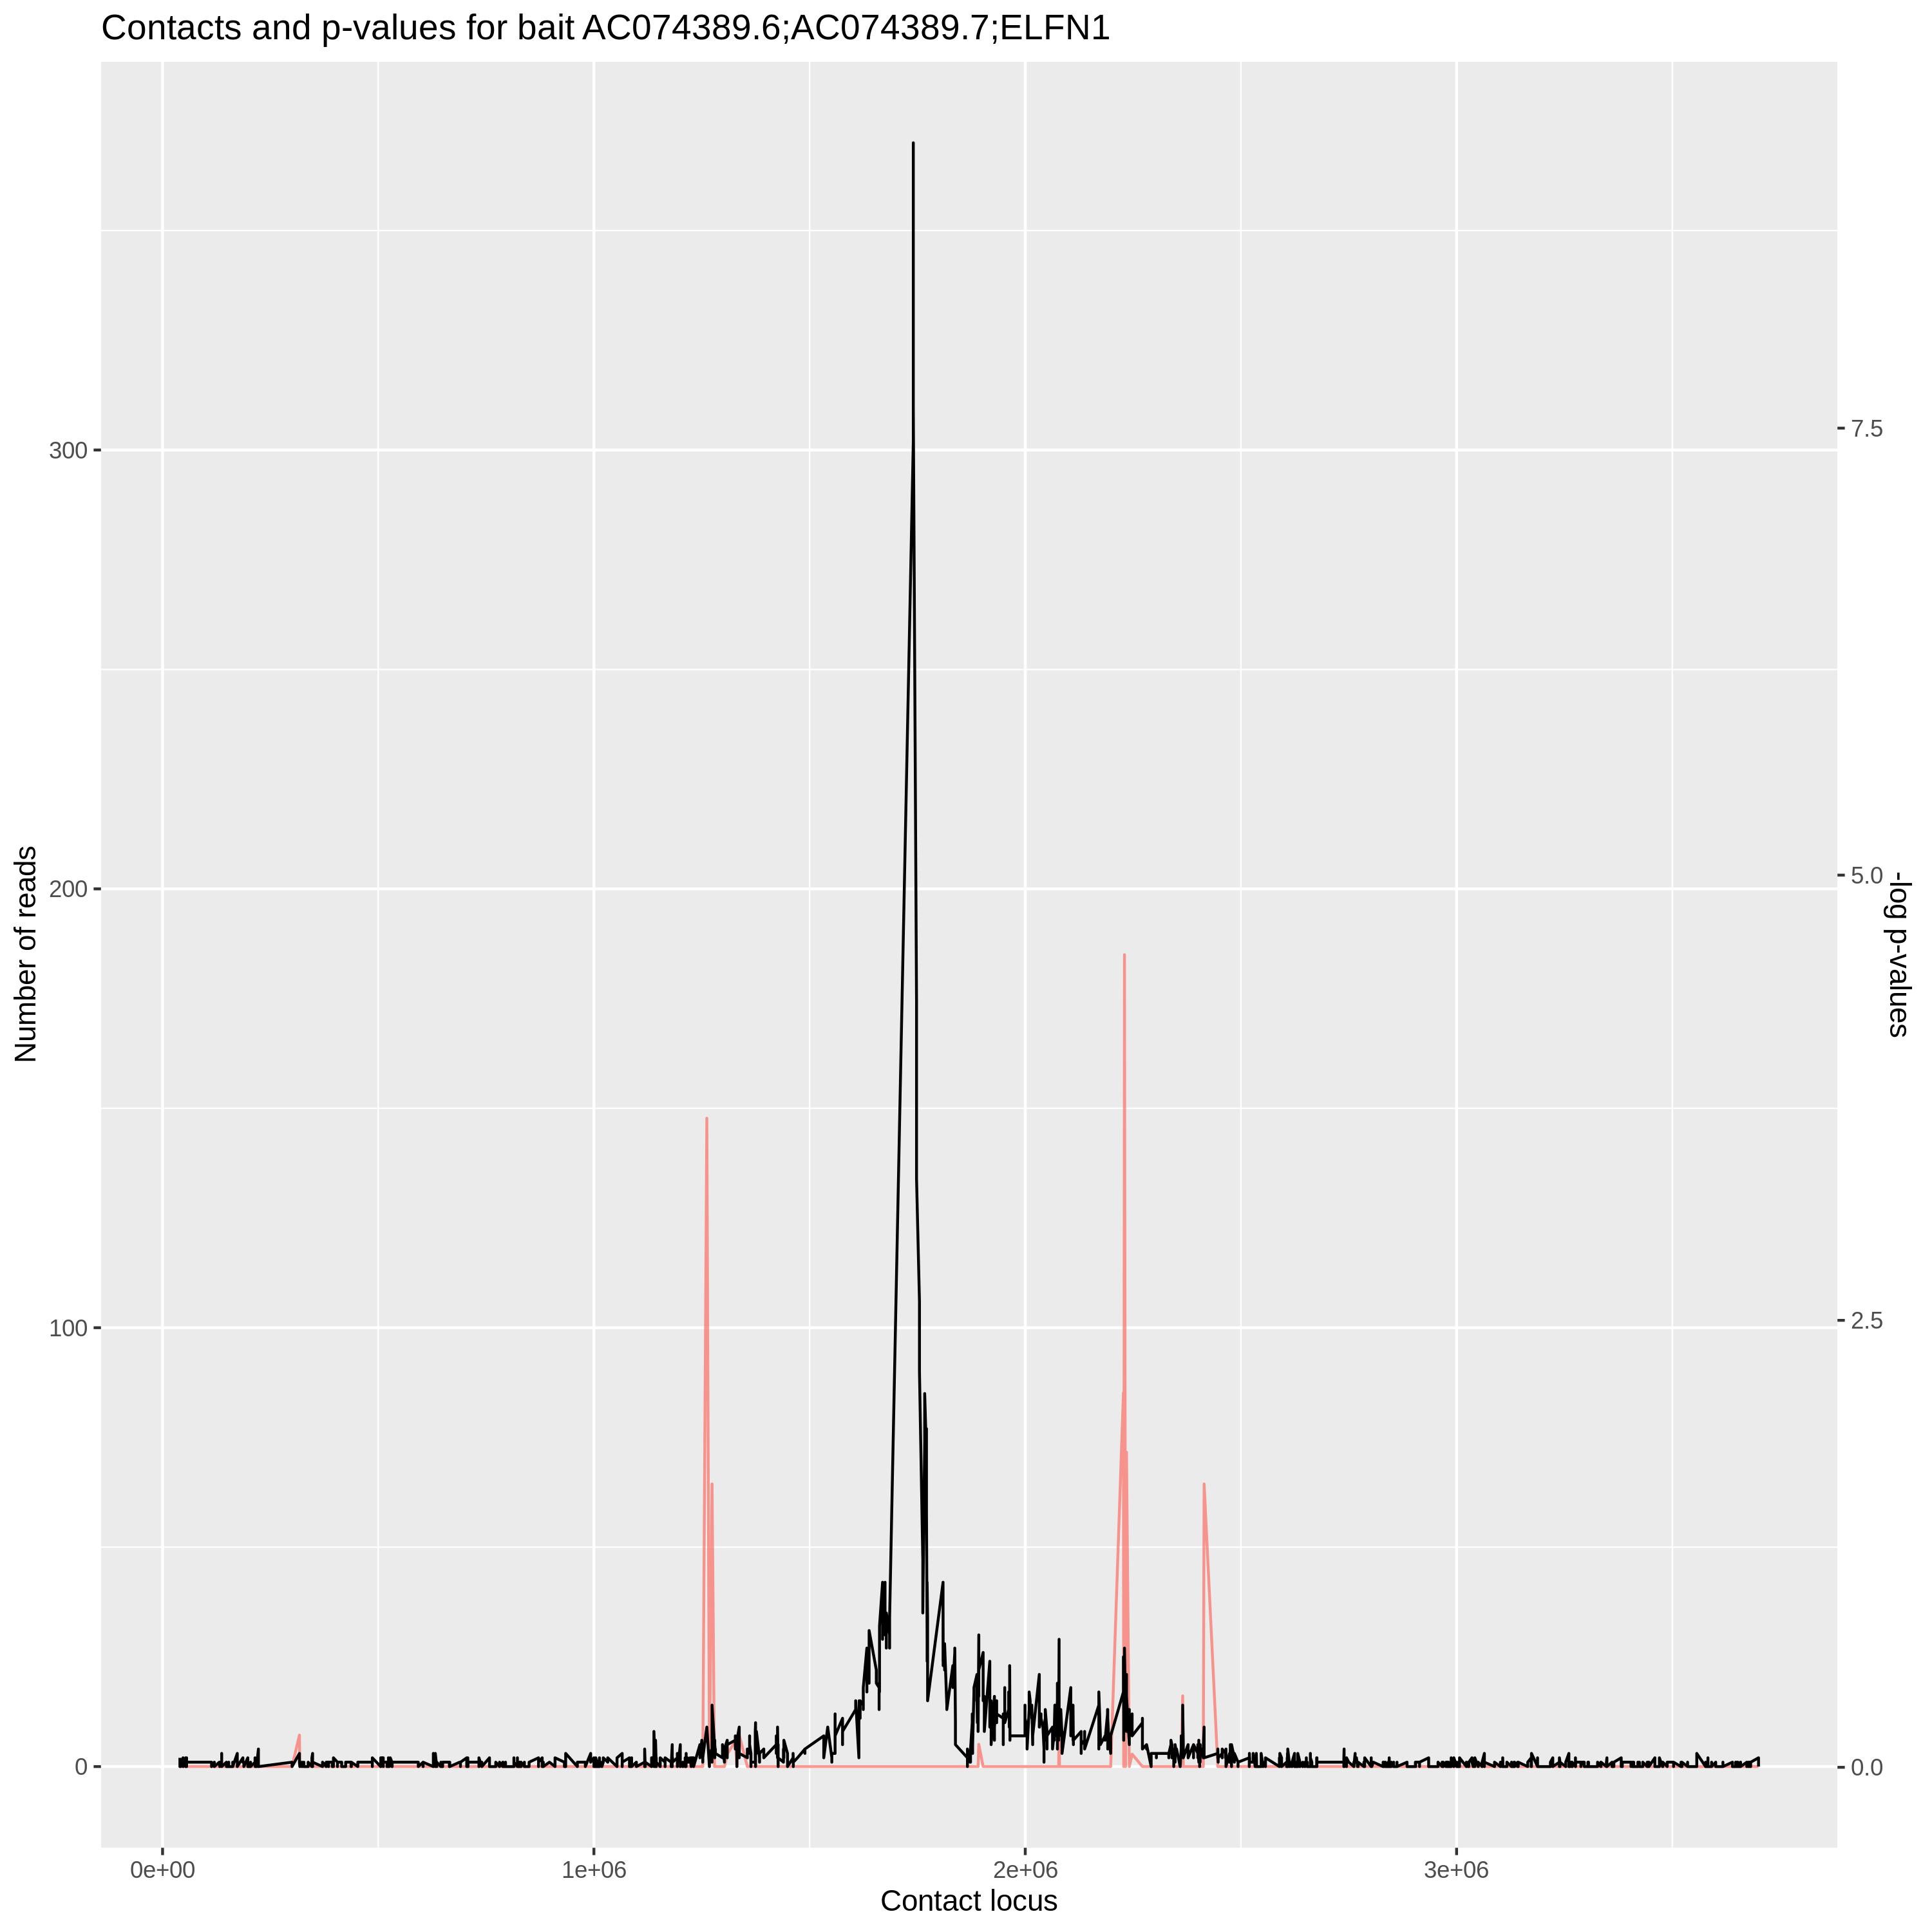 Contacts and p-values for bait AC074389.6;AC074389.7;ELFN1
Number of reads
300
200
100
0
7.5
5.0
2.5
0.0
-log p-values
0e+00
1e+06
2e+06
3e+06
Contact locus